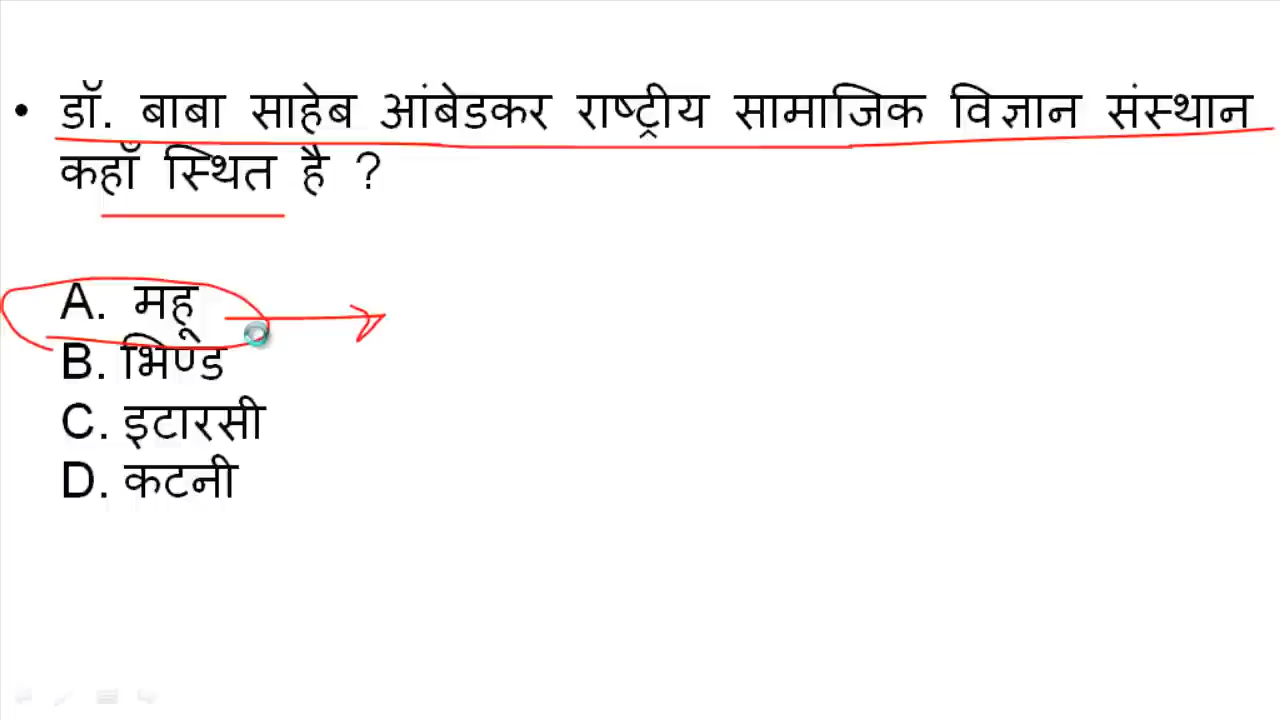 • डॉ. बाबा साहेब आंबेडकर राष्ट्रीय सामाजिक विज्ञान संस्थान
कहाँ स्थित है ?
A. महू
B. भिण्ड
C. इटारसी
D. कटनी